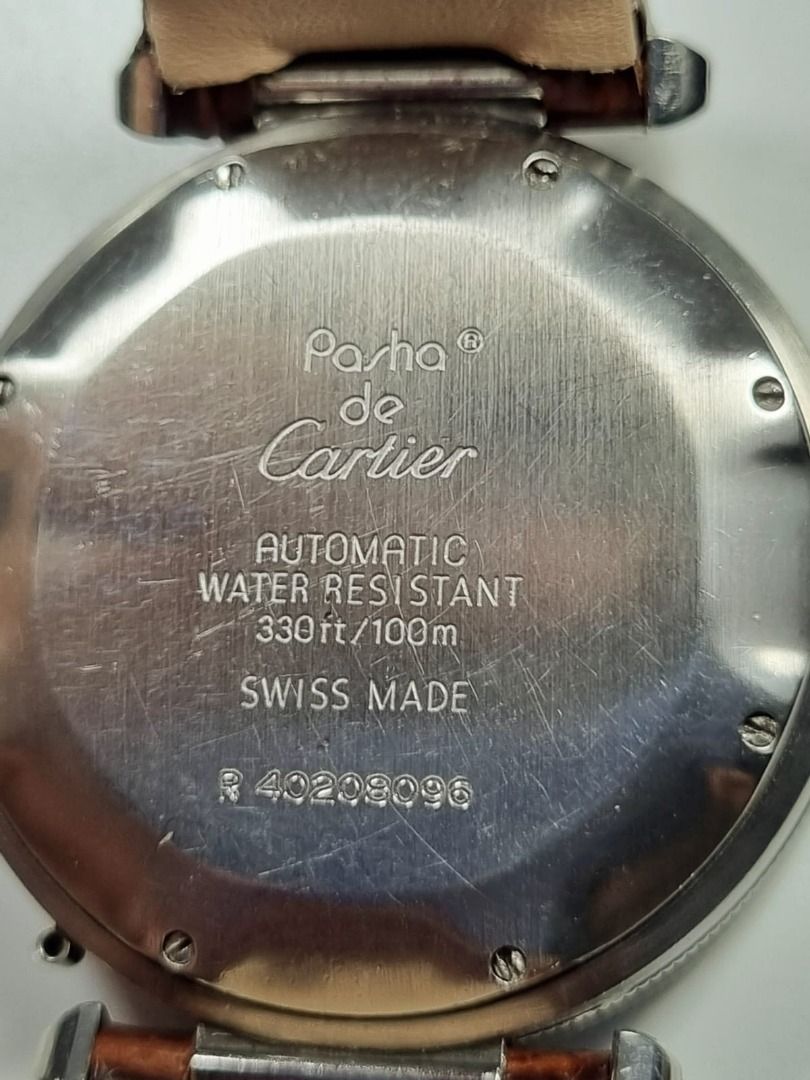 Pasha®
de
Cartier
AUTOMATIC
WATER RESISTANT
330ft/100m
SWISS MADE
R 40208096